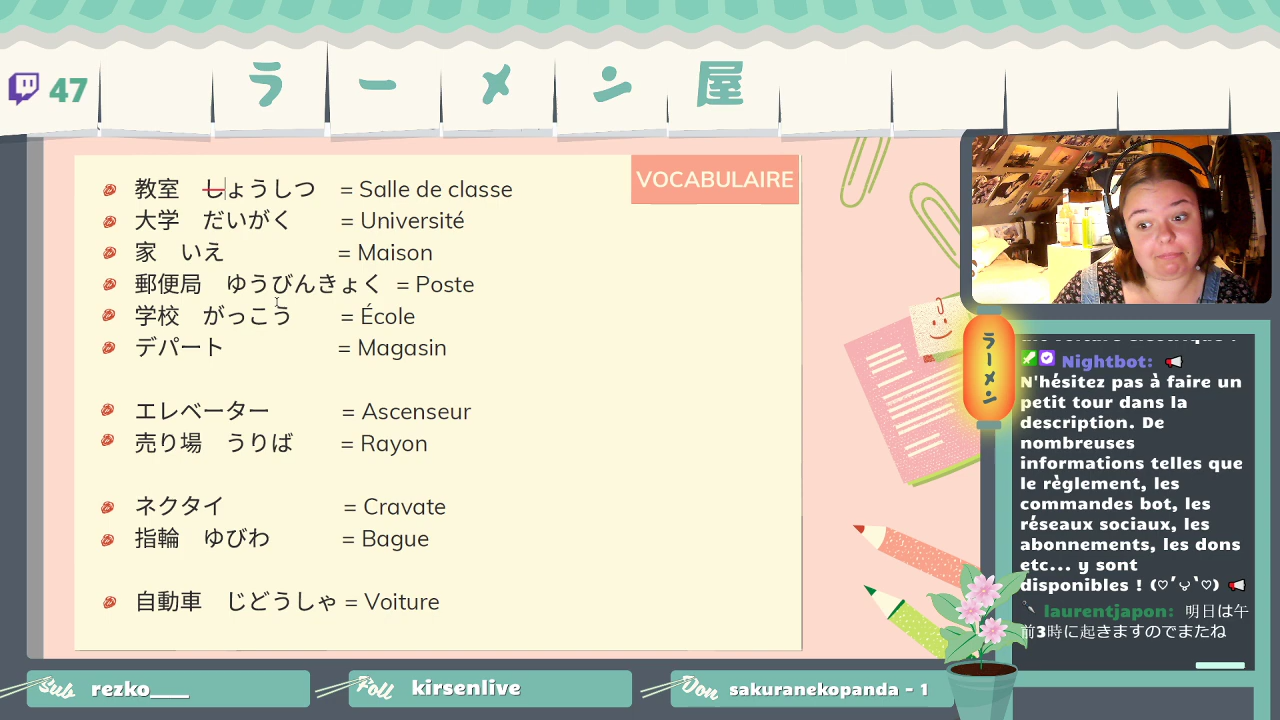 47
ラーメン屋
VOCABULAIRE
教室　しょうしつ = Salle de classe
大学　だいがく = Université
家　いえ = Maison
郵便局　ゆうびんきょく = Poste
学校　がっこう = École
デパート = Magasin
エレベーター = Ascenseur
売り場　うりば = Rayon
ネクタイ = Cravate
指輪　ゆびわ = Bague
自動車　じどうしゃ = Voiture
ラーメン
Nightbot:
N'hésitez pas à faire un
petit tour dans la
description. De
nombreuses
informations telles que
le règlement, les
commandes bot, les
réseaux sociaux, les
abonnements, les dons
etc... y sont
disponibles ! (♡˙︶˙♡)
laurentjapon: 明日は午
前3時に起きますのでまたね
Sub rezko___
Foll kirsenlive
Don sakuranekopanda - 1